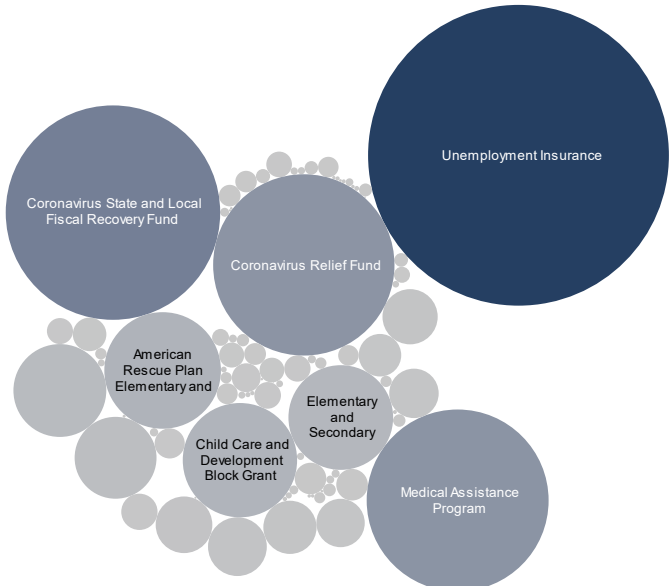 Unemployment Insurance
Coronavirus State and Local
Fiscal Recovery Fund
Coronavirus Relief Fund
American
Rescue Plan
Elementary and
Elementary
and
Secondary
Child Care and
Development
Block Grant
Medical Assistance
Program